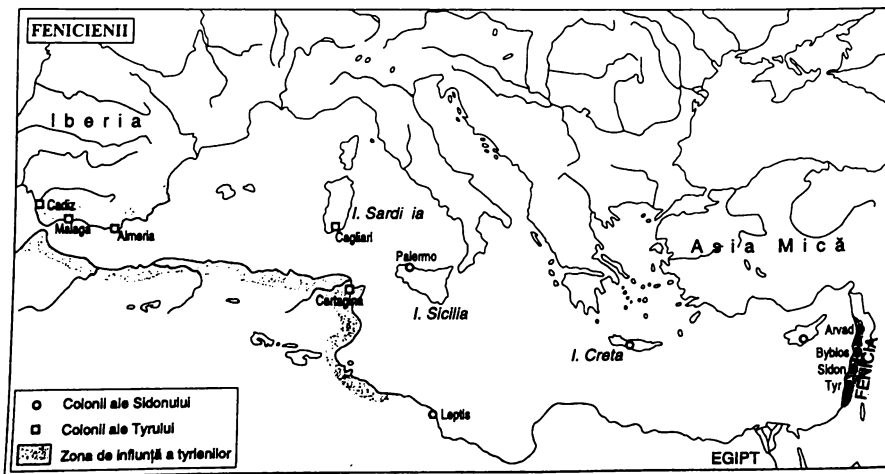 FENICIENII
Iberia
Cadiz
Malaga
Almeria
I. Sardi ia
Cagliari
Palermo
I. Sicilia
Cartagina
Asia Mică
I. Creta
Arvad
Byblos
Sidon
Tyr
FENICIA
Leptis
EGIPT
Colonii ale Sidonului
Colonii ale Tyrului
Zona de influnță a tyrienilor